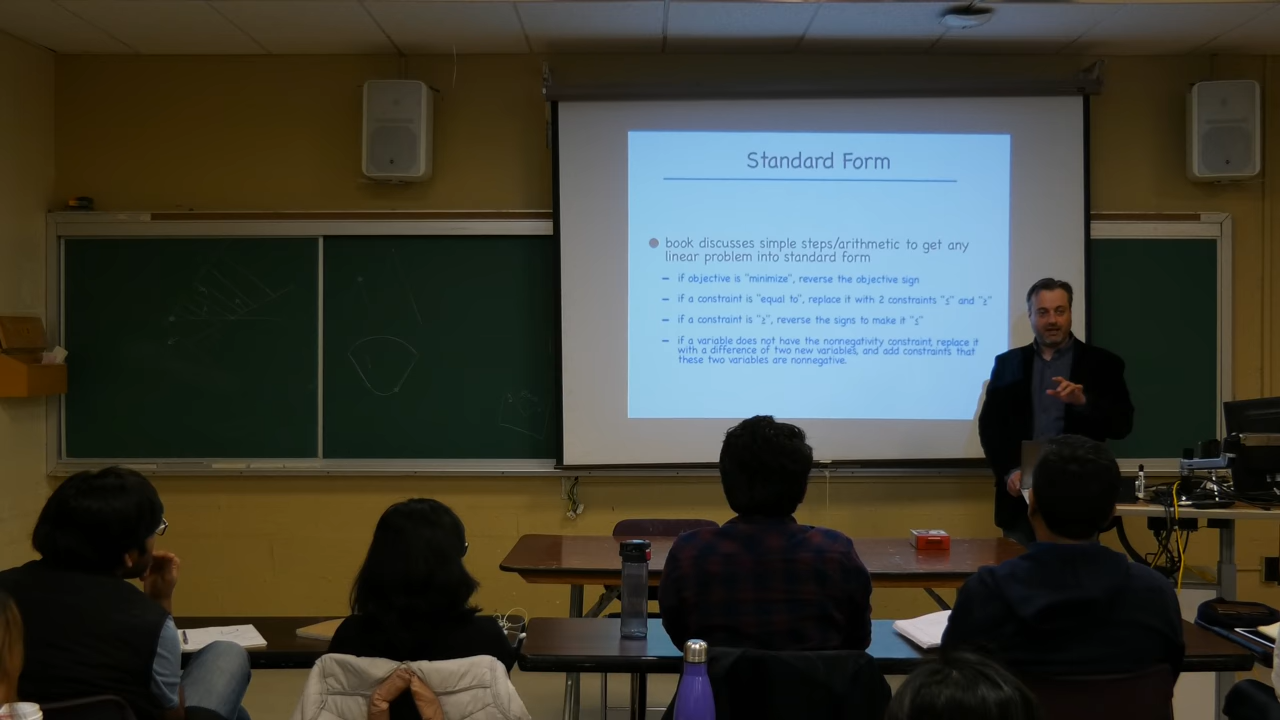 Standard Form
book discusses simple steps/arithmetic to get any
linear problem into standard form
– if objective is "minimize", reverse the objective sign
– if a constraint is "equal to", replace it with 2 constraints "≤" and "≥"
– if a constraint is "≥", reverse the signs to make it "≤"
– if a variable does not have the nonnegativity constraint, replace it
with a difference of two new variables, and add constraints that
these two variables are nonnegative.